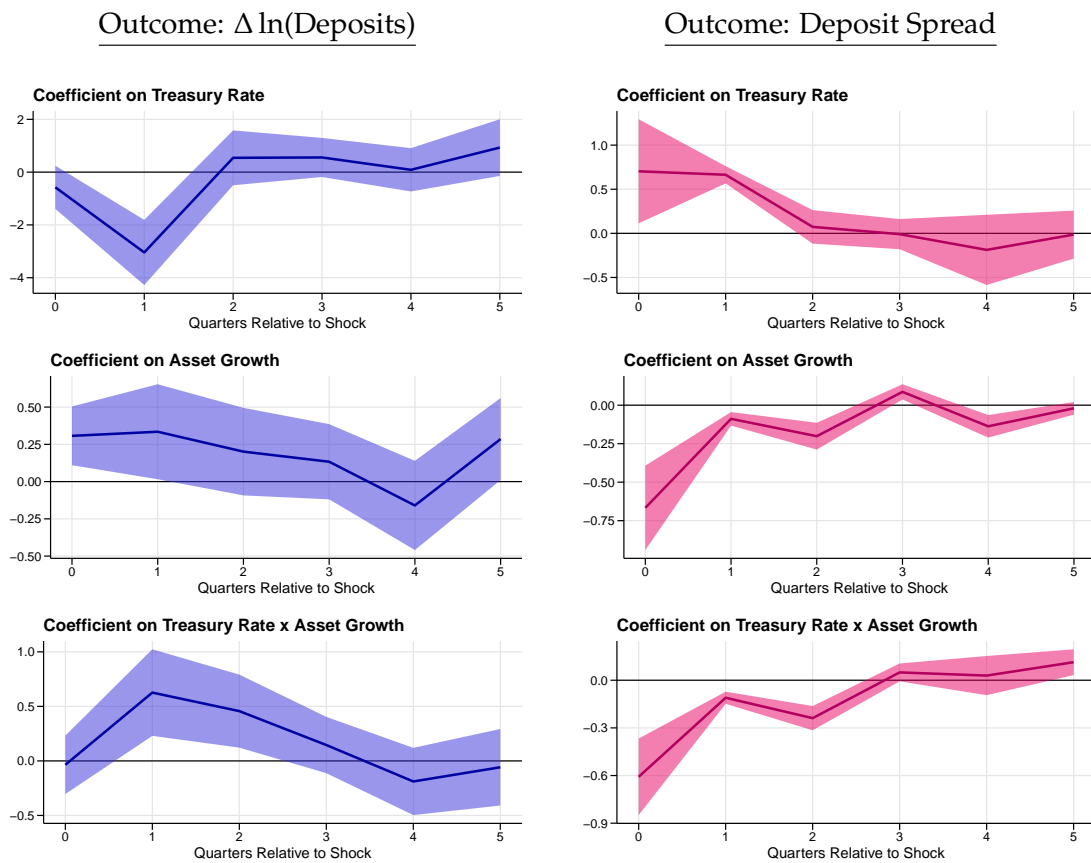 Outcome: Δ ln(Deposits)
Outcome: Deposit Spread
Coefficient on Treasury Rate
2
0
−2
−4
0 1 2 3 4 5
Quarters Relative to Shock
Coefficient on Treasury Rate
1.0
0.5
0.0
−0.5
0 1 2 3 4 5
Quarters Relative to Shock
Coefficient on Asset Growth
0.50
0.25
0.00
−0.25
−0.50
0 1 2 3 4 5
Quarters Relative to Shock
Coefficient on Asset Growth
0.00
−0.25
−0.50
−0.75
0 1 2 3 4 5
Quarters Relative to Shock
Coefficient on Treasury Rate x Asset Growth
1.0
0.5
0.0
−0.5
0 1 2 3 4 5
Quarters Relative to Shock
Coefficient on Treasury Rate x Asset Growth
0.0
−0.3
−0.6
−0.9
0 1 2 3 4 5
Quarters Relative to Shock